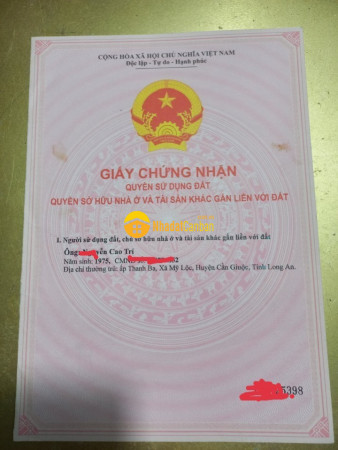 CỘNG HÒA XÃ HỘI CHỦ NGHĨA VIỆT NAM
Độc lập - Tự do - Hạnh phúc
GIẤY CHỨNG NHẬN
QUYỀN SỬ DỤNG ĐẤT
QUYỀN SỞ HỮU NHÀ Ở VÀ TÀI SẢN KHÁC GẮN LIỀN VỚI ĐẤT
I. Người sử dụng đất, chủ sở hữu nhà ở và tài sản khác gắn liền với đất
Ông: Cao Trí
Năm sinh: 1975, CMND
Địa chỉ thường trú: ấp Thanh Ba, Xã Mỹ Lộc, Huyện Cần Giuộc, Tỉnh Long An.
5398